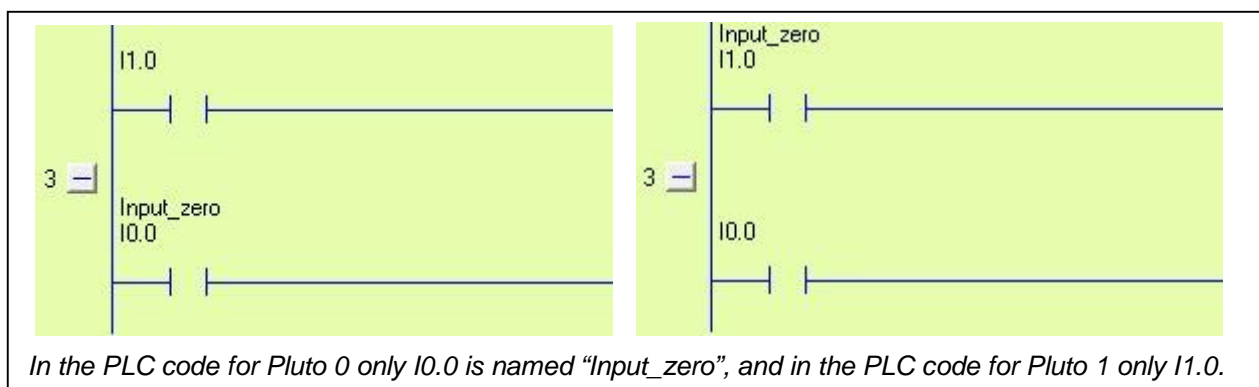 I1.0
3
Input_zero
I0.0
Input_zero
I1.0
3
I0.0
In the PLC code for Pluto 0 only I0.0 is named “Input_zero”, and in the PLC code for Pluto 1 only I1.0.